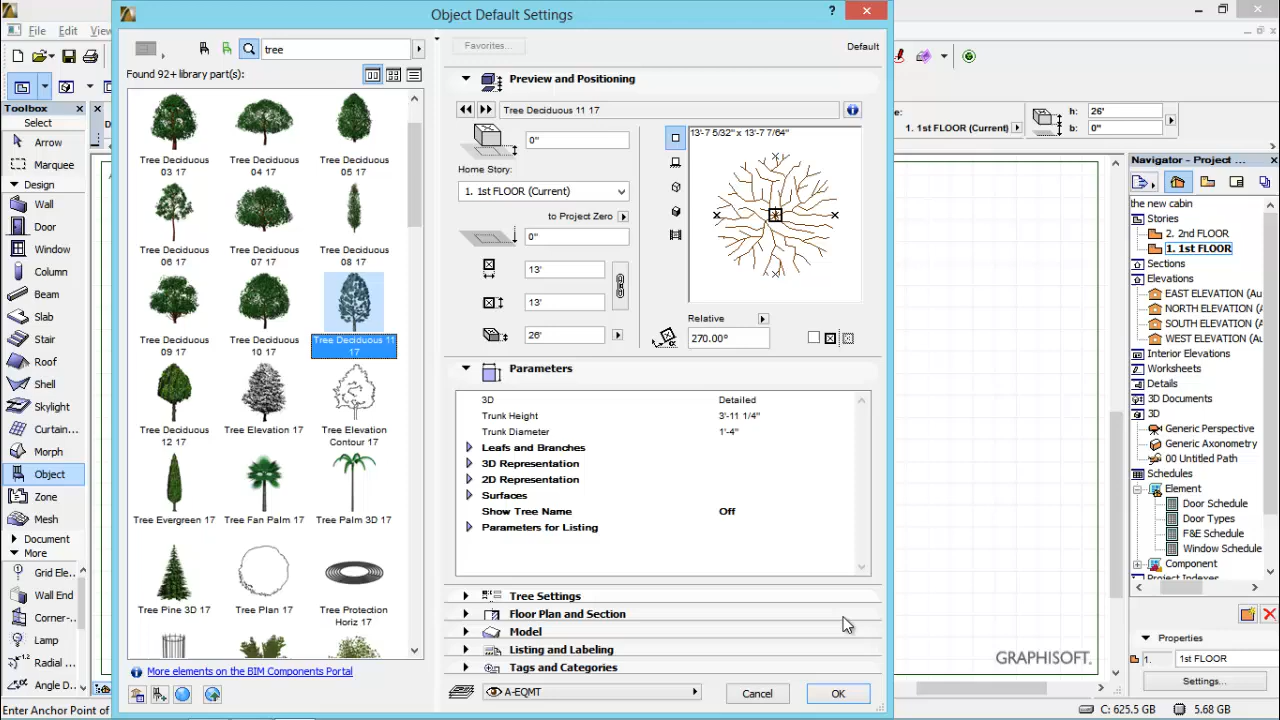 Object Default Settings
?
File
Edit
View
tree
Favorites...
Default
Found 92+ library part(s):
Preview and Positioning
Toolbox
Select
Arrow
Marquee
Design
Wall
Door
Window
Column
Beam
Slab
Stair
Roof
Shell
Skylight
Curtain...
Morph
Object
Zone
Mesh
Document
More
Grid Ele...
Wall End
Corner-...
Lamp
Radial ...
Angle D...
Enter Anchor Point of
Tree Deciduous 03 17
Tree Deciduous 04 17
Tree Deciduous 05 17
Tree Deciduous 06 17
Tree Deciduous 07 17
Tree Deciduous 08 17
Tree Deciduous 09 17
Tree Deciduous 10 17
Tree Deciduous 11 17
Tree Deciduous 12 17
Tree Elevation 17
Tree Elevation Contour 17
Tree Evergreen 17
Tree Fan Palm 17
Tree Palm 3D 17
Tree Pine 3D 17
Tree Plan 17
Tree Protection Horiz 17
More elements on the BIM Components Portal
Tree Deciduous 11 17
0"
Home Story:
1. 1st FLOOR (Current)
to Project Zero
0"
13'
13'
26'
13'-7 5/32" x 13'-7 7/64"
Relative
270.00°
Parameters
3D Detailed
Trunk Height 3'-11 1/4"
Trunk Diameter 1'-4"
Leafs and Branches
3D Representation
2D Representation
Surfaces
Show Tree Name Off
Parameters for Listing
Tree Settings
Floor Plan and Section
Model
Listing and Labeling
Tags and Categories
A-EQMT
Cancel
OK
1. 1st FLOOR (Current)
h: 26'
b: 0"
Navigator - Project ...
the new cabin
Stories
2. 2nd FLOOR
1. 1st FLOOR
Sections
Elevations
EAST ELEVATION (Au
NORTH ELEVATION (
SOUTH ELEVATION (
WEST ELEVATION (Au
Interior Elevations
Worksheets
Details
3D Documents
3D
Generic Perspective
Generic Axonometry
00 Untitled Path
Schedules
Element
Door Schedule
Door Types
F&E Schedule
Window Schedule
Component
Project Indexes
Properties
1. 1st FLOOR
Settings...
GRAPHISOFT.
C: 625.5 GB
5.68 GB